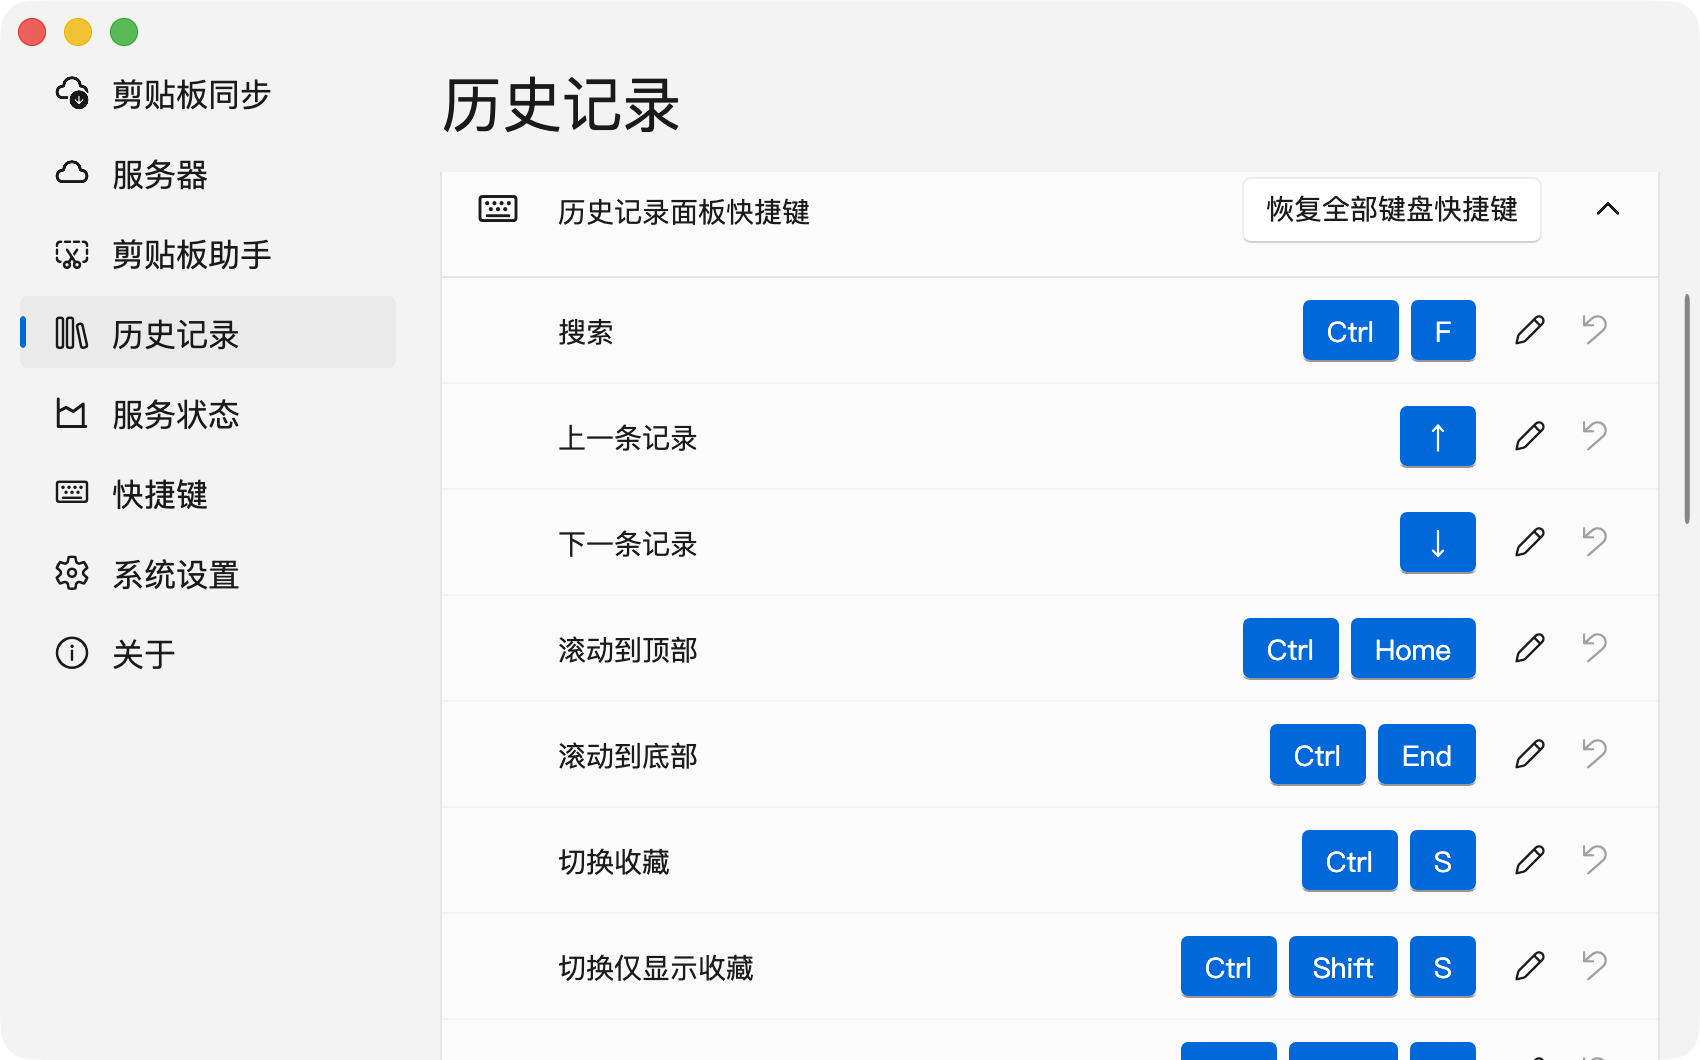 剪贴板同步
服务器
剪贴板助手
历史记录
服务状态
快捷键
系统设置
关于
历史记录
历史记录面板快捷键 恢复全部键盘快捷键
搜索 Ctrl F
上一条记录 ↑
下一条记录 ↓
滚动到顶部 Ctrl Home
滚动到底部 Ctrl End
切换收藏 Ctrl S
切换仅显示收藏 Ctrl Shift S